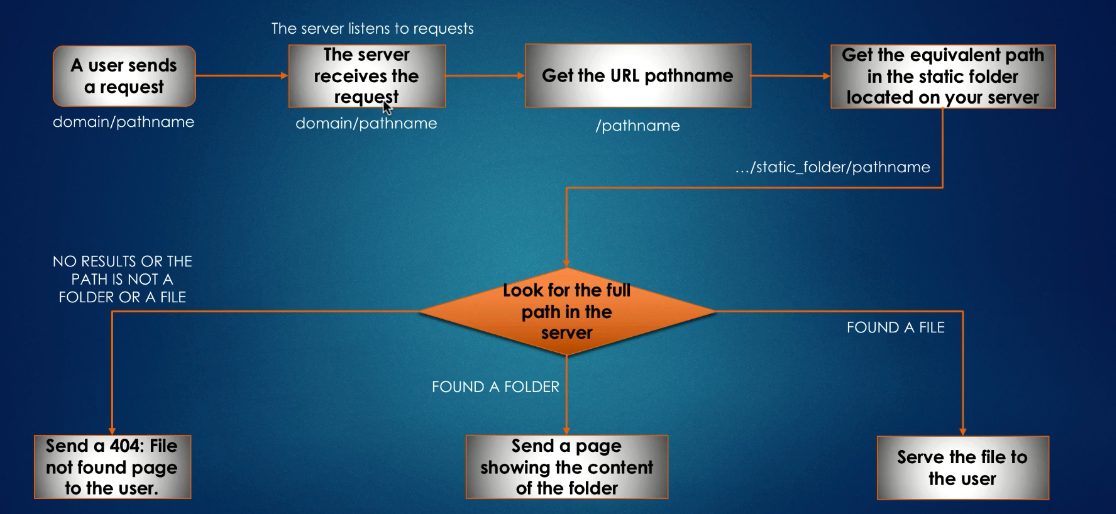 The server listens to requests
A user sends
a request
domain/pathname
The server
receives the
request
domain/pathname
Get the URL pathname
/pathname
Get the equivalent path
in the static folder
located on your server
…/static_folder/pathname
Look for the full
path in the
server
NO RESULTS OR THE
PATH IS NOT A
FOLDER OR A FILE
FOUND A FOLDER
FOUND A FILE
Send a 404: File
not found page
to the user.
Send a page
showing the content
of the folder
Serve the file to
the user